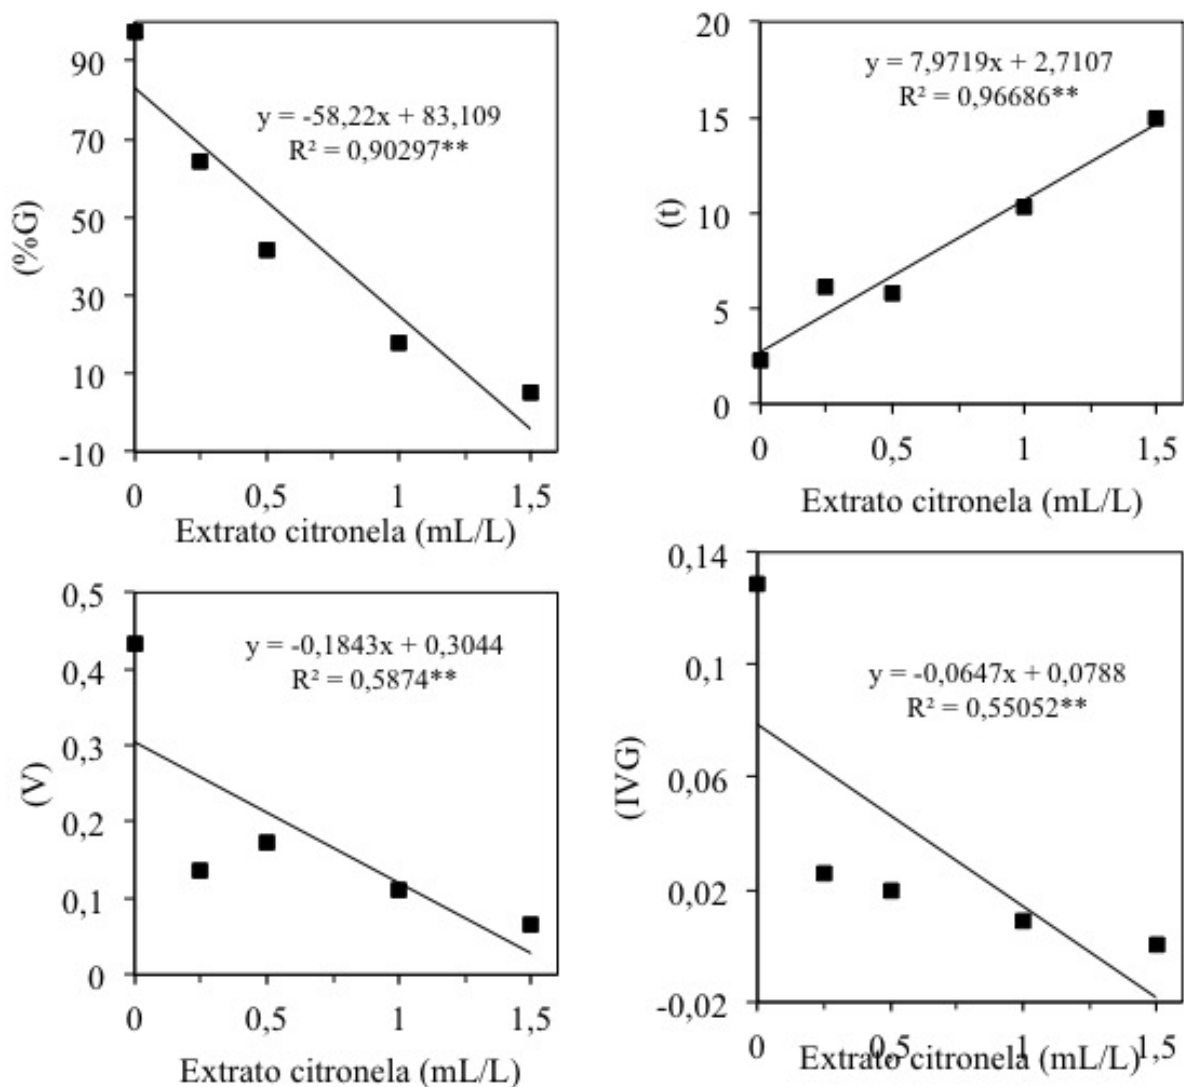 90
70
50
30
10
-10
(%G)
y = -58,22x + 83,109
R² = 0,90297**
0 0,5 1 1,5
Extrato citronela (mL/L)
20
15
10
5
0
(t)
y = 7,9719x + 2,7107
R² = 0,96686**
0 0,5 1 1,5
Extrato citronela (mL/L)
0,5
0,4
0,3
0,2
0,1
0
(V)
y = -0,1843x + 0,3044
R² = 0,5874**
0 0,5 1 1,5
Extrato citronela (mL/L)
0,14
0,1
0,06
0,02
-0,02
(IVG)
y = -0,0647x + 0,0788
R² = 0,55052**
0 0,5 1 1,5
Extrato citronela (mL/L)